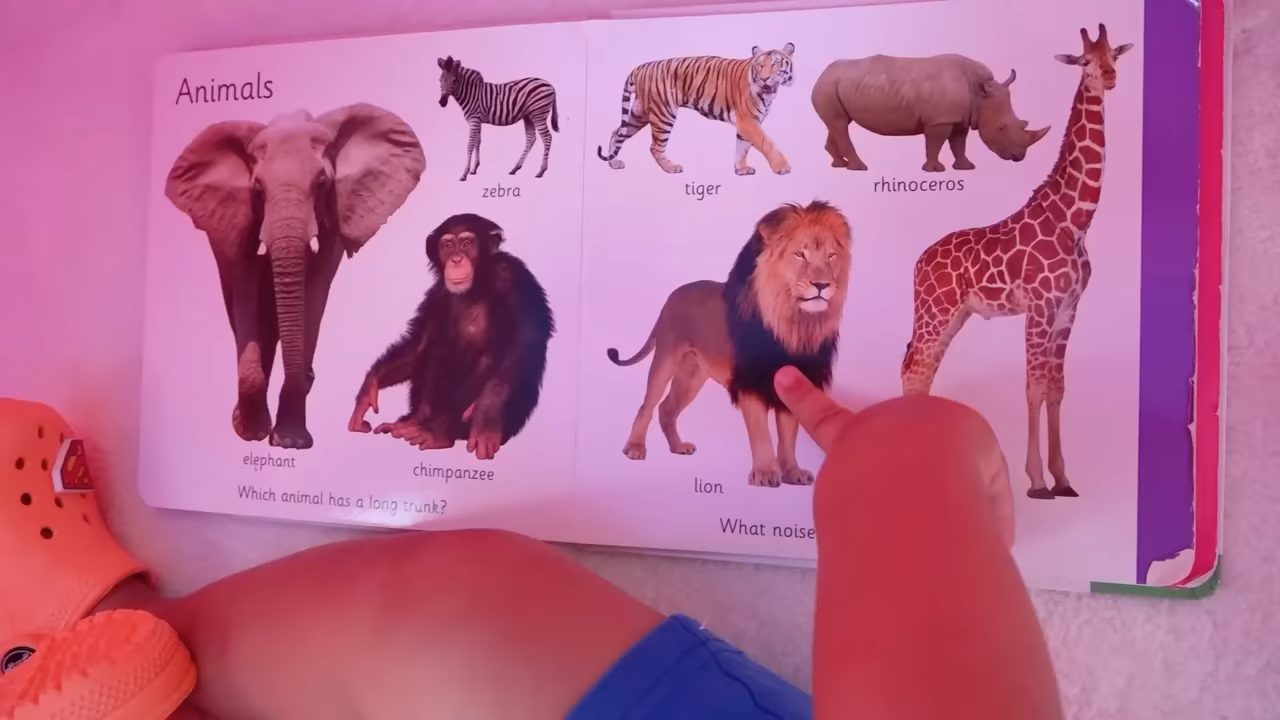 Animals
zebra
elephant
chimpanzee
Which animal has a long trunk?
tiger
rhinoceros
lion
What noise